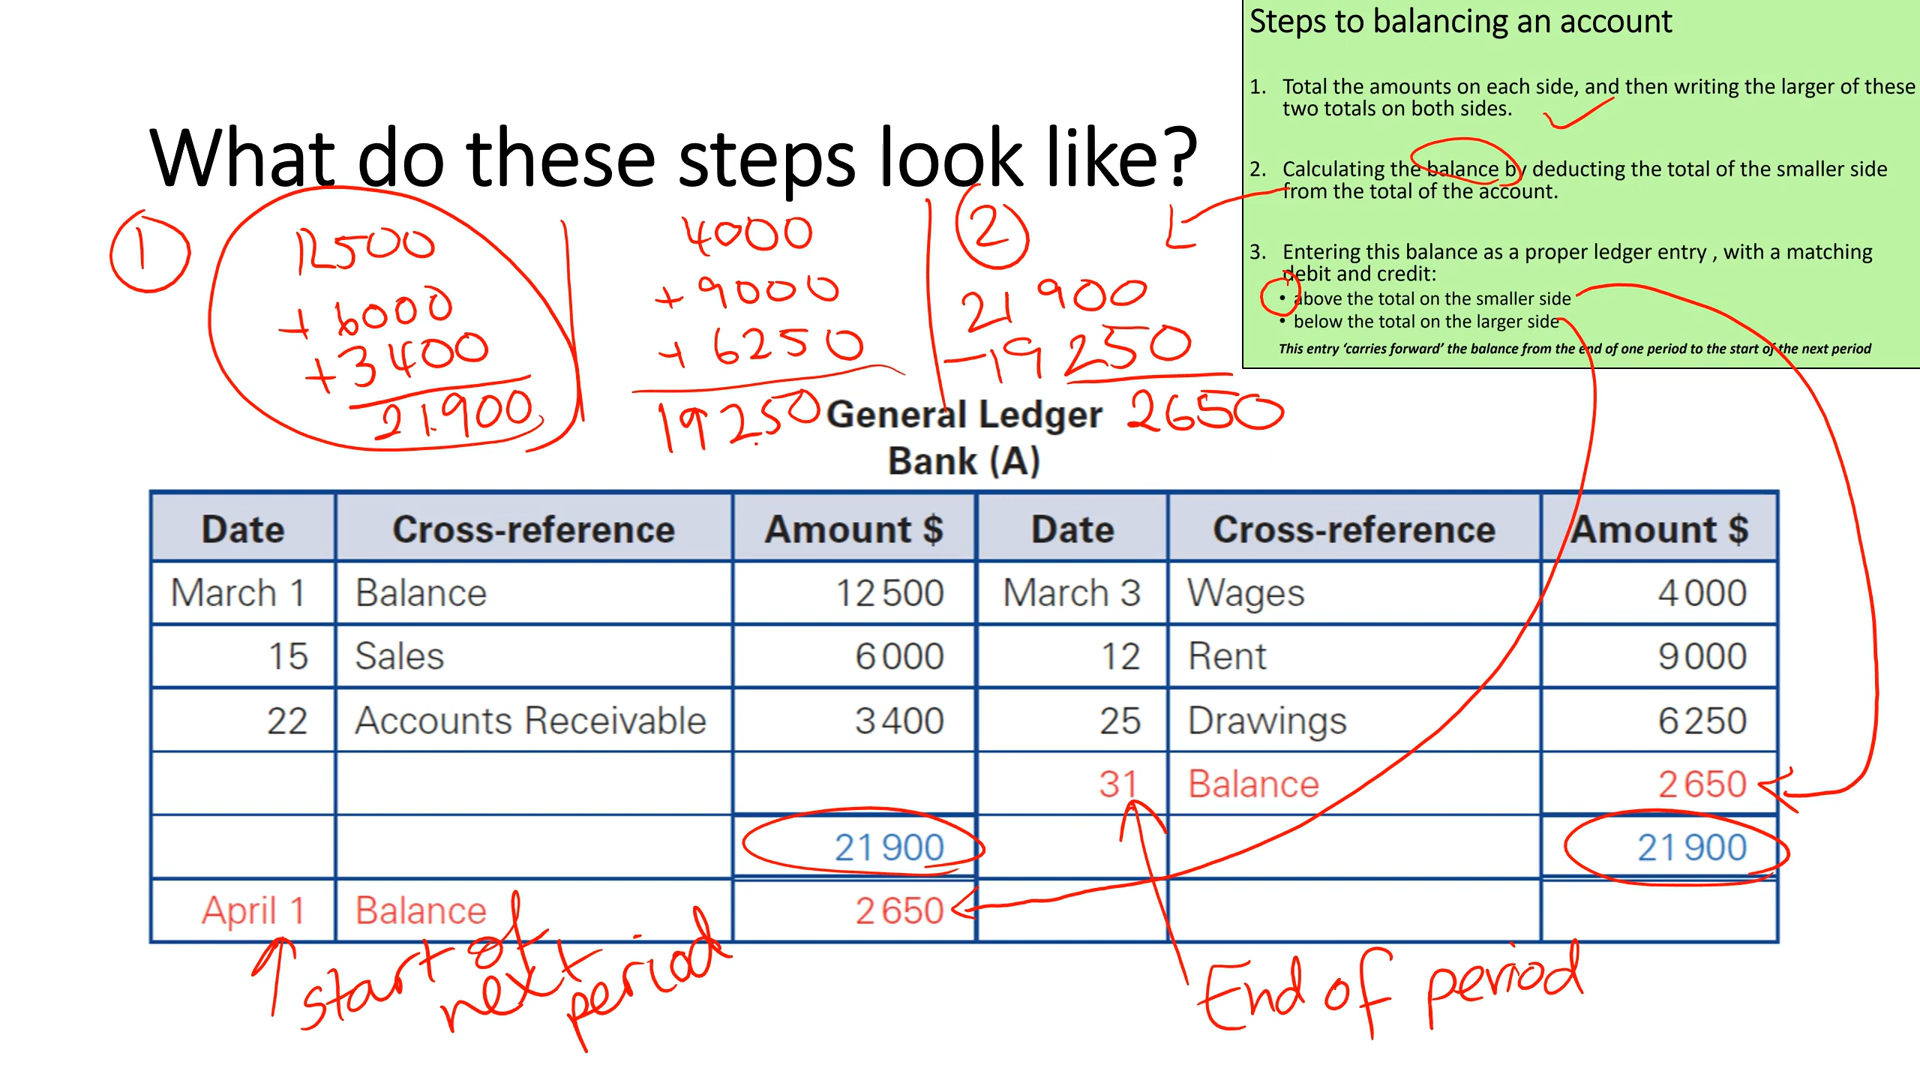 Steps to balancing an account
1. Total the amounts on each side, and then writing the larger of these
two totals on both sides.
2. Calculating the balance by deducting the total of the smaller side
from the total of the account.
3. Entering this balance as a proper ledger entry , with a matching
debit and credit:
• above the total on the smaller side
• below the total on the larger side
This entry 'carries forward' the balance from the end of one period to the start of the next period
What do these steps look like?
1
12500
+ 6000
+ 3400
21900
4000
+ 9000
+ 6250
19250
2
21900
- 19250
2650
General Ledger
Bank (A)
Date Cross-reference Amount $ Date Cross-reference Amount $
March 1 Balance 12 500 March 3 Wages 4 000
15 Sales 6 000 12 Rent 9 000
22 Accounts Receivable 3 400 25 Drawings 6 250
31 Balance 2 650
21 900 21 900
April 1 Balance 2 650
start of
next
period
End of period